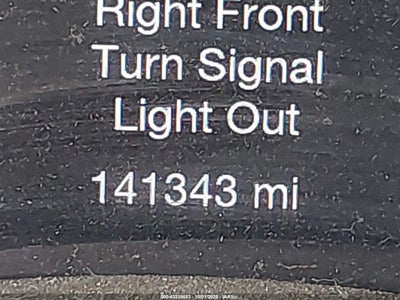 Right Front
Turn Signal
Light Out
141343 mi